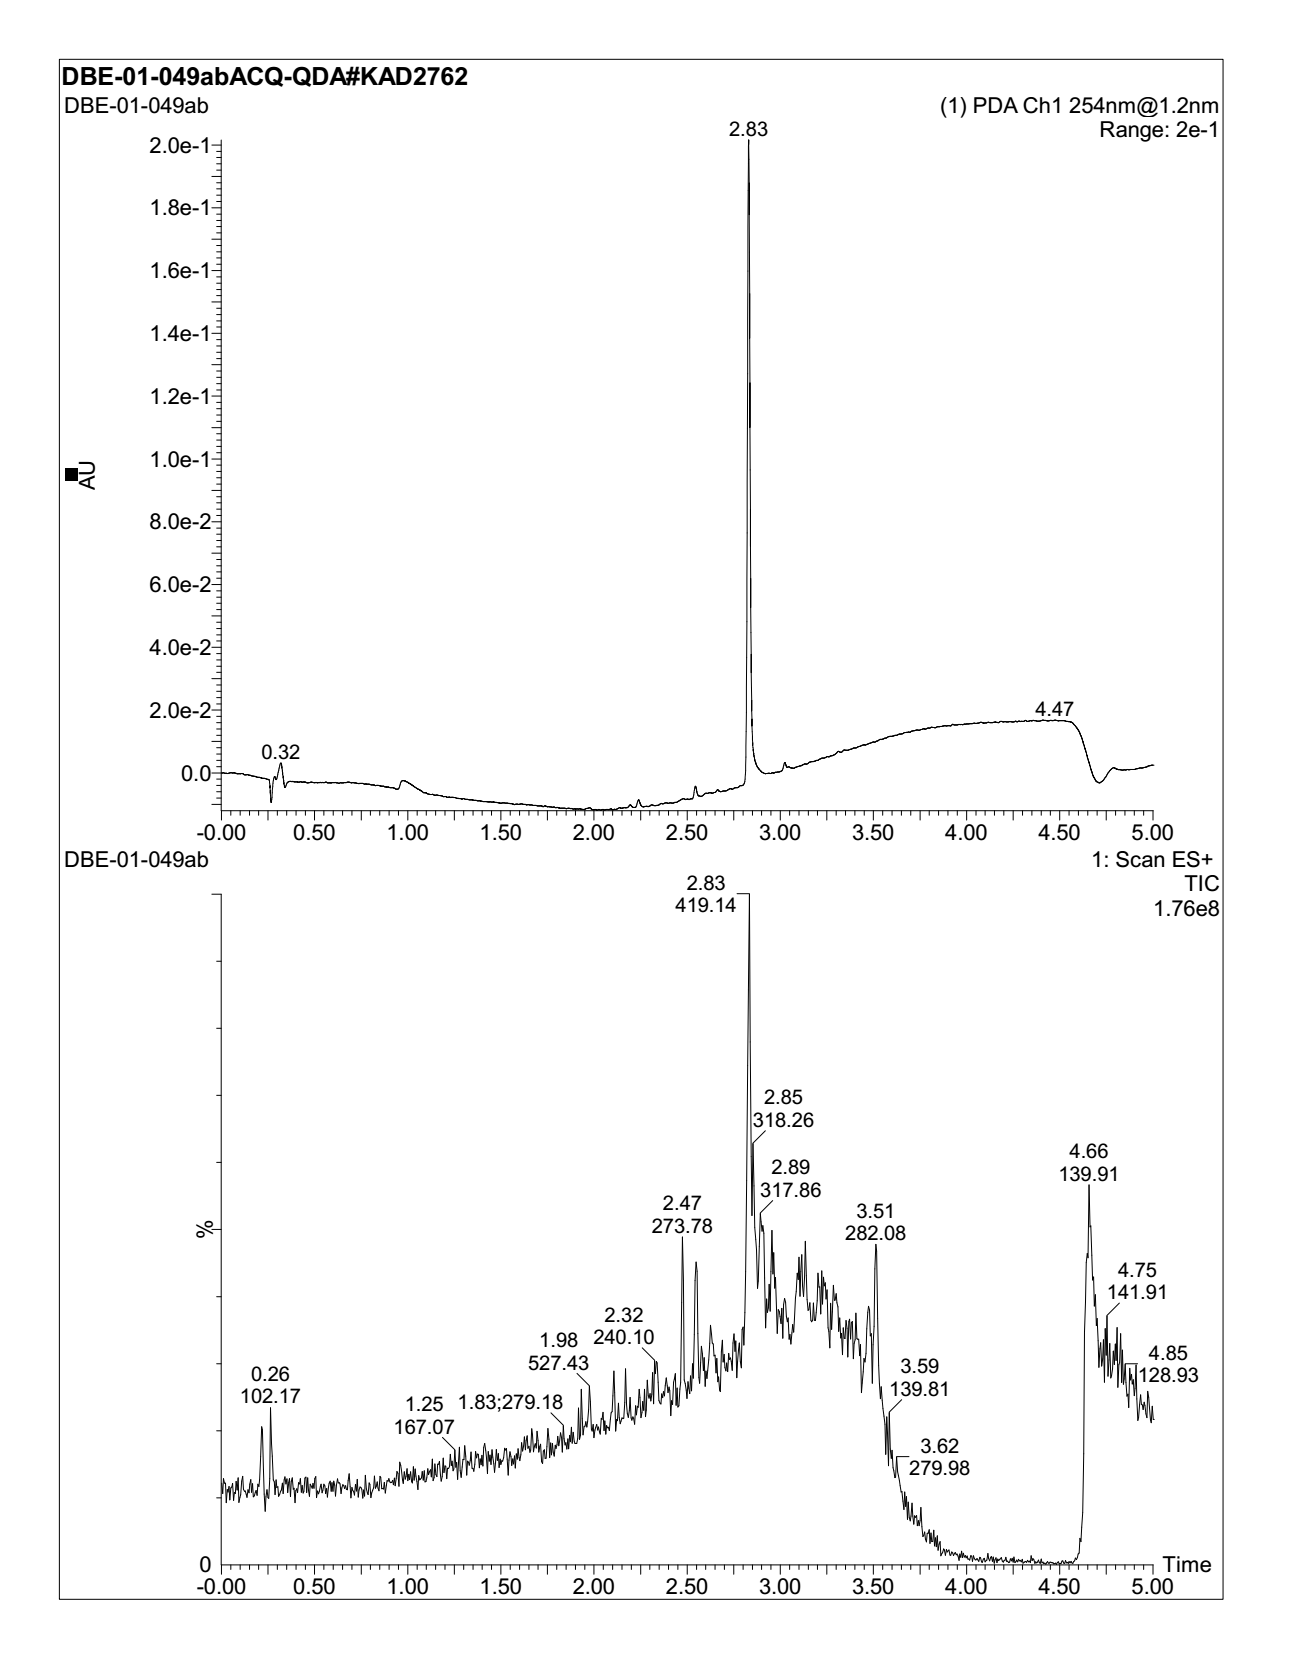 DBE-01-049abACQ-QDA#KAD2762
DBE-01-049ab
(1) PDA Ch1 254nm@1.2nm
Range: 2e-1
2.83
2.0e-1
1.8e-1
1.6e-1
1.4e-1
1.2e-1
1.0e-1
AU
8.0e-2
6.0e-2
4.0e-2
2.0e-2
4.47
0.32
0.0
-0.00 0.50 1.00 1.50 2.00 2.50 3.00 3.50 4.00 4.50 5.00
DBE-01-049ab
1: Scan ES+
TIC
1.76e8
2.83
419.14
2.85
318.26
2.89
317.86
4.66
139.91
2.47
273.78
3.51
282.08
%
4.75
141.91
2.32
240.10
1.98
527.43
4.85
128.93
3.59
139.81
0.26
102.17
1.25
167.07
1.83;279.18
3.62
279.98
0
Time
-0.00 0.50 1.00 1.50 2.00 2.50 3.00 3.50 4.00 4.50 5.00